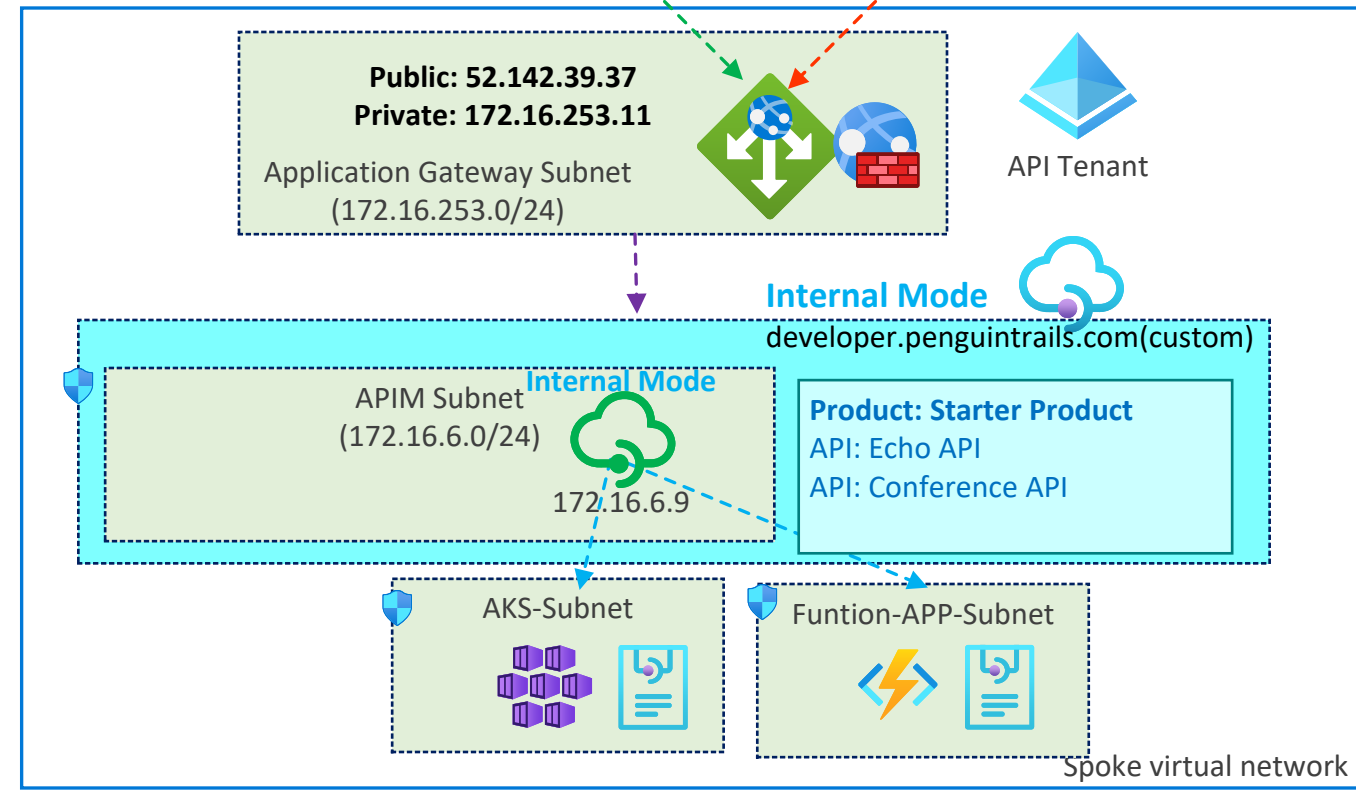 Public: 52.142.39.37
Private: 172.16.253.11
Application Gateway Subnet
(172.16.253.0/24)
API Tenant
Internal Mode
developer.penguintrails.com(custom)
Internal Mode
APIM Subnet
(172.16.6.0/24)
172.16.6.9
Product: Starter Product
API: Echo API
API: Conference API
AKS-Subnet
Funtion-APP-Subnet
Spoke virtual network